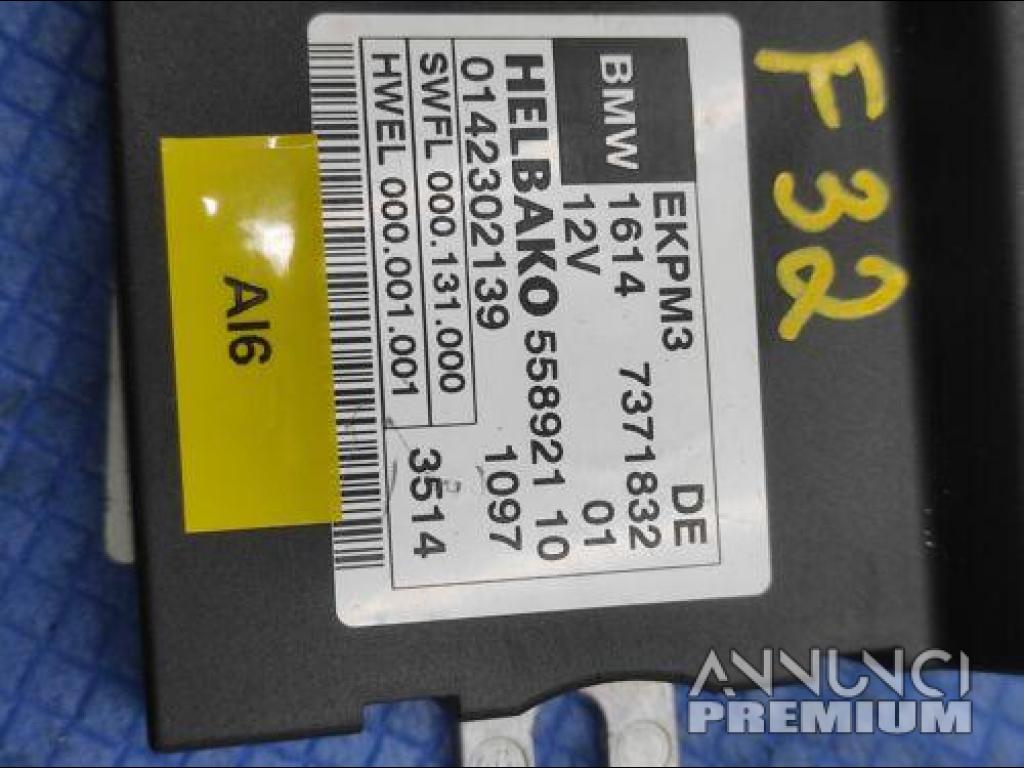 F32
BMW
EKPM3 DE
1614 7371832
12V 01
HELBAKO 558921 10
0142302139 1097
SWFL 000.131.000
HWEL 000.001.001
3514
AI6
ANNUNCI
PREMIUM